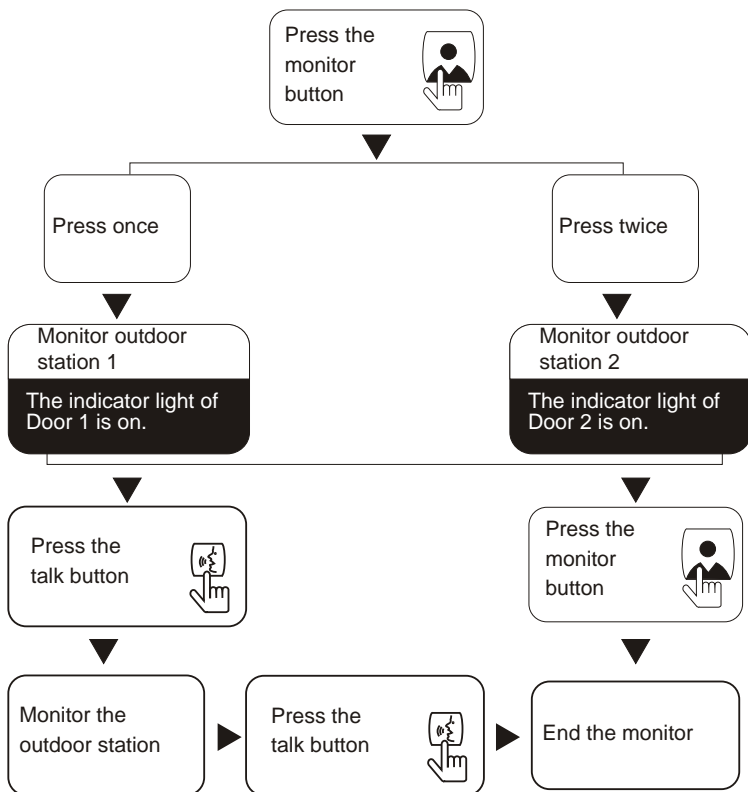 Press the
monitor
button
Press once
Press twice
Monitor outdoor
station 1
The indicator light of
Door 1 is on.
Monitor outdoor
station 2
The indicator light of
Door 2 is on.
Press the
talk button
Press the
monitor
button
Monitor the
outdoor station
Press the
talk button
End the monitor